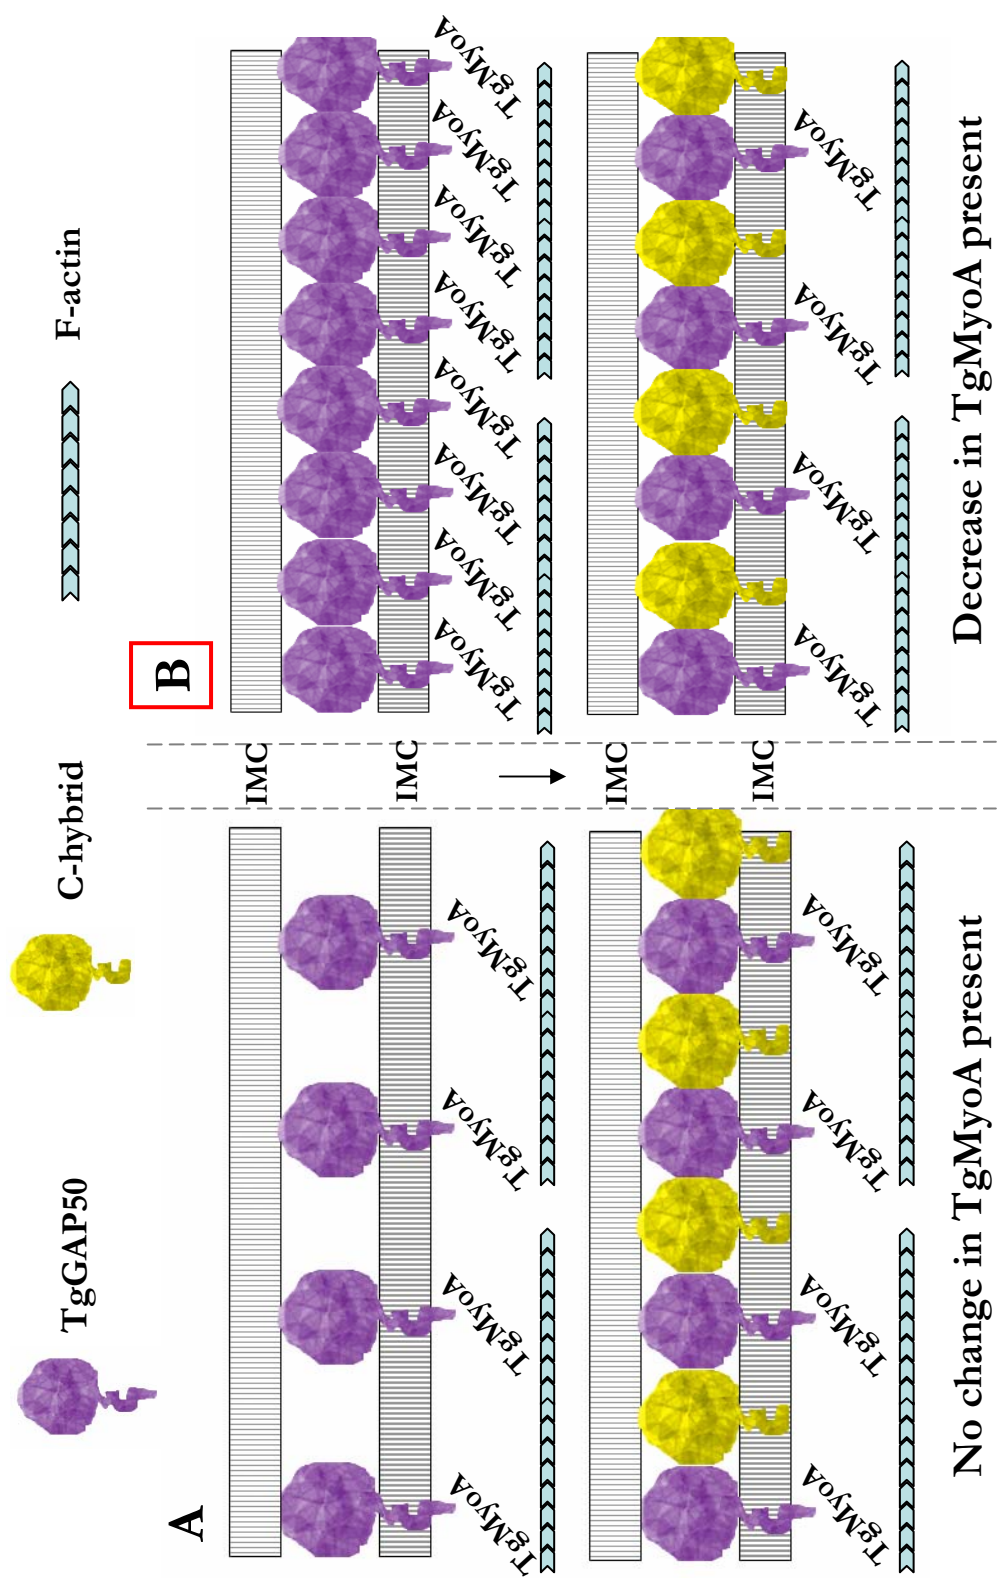 TgGAP50
C-hybrid
F-actin
A
B
IMC
IMC
TgMyoA TgMyoA TgMyoA TgMyoA
TgMyoA TgMyoA TgMyoA TgMyoA TgMyoA TgMyoA TgMyoA TgMyoA
IMC
IMC
TgMyoA TgMyoA TgMyoA TgMyoA
TgMyoA TgMyoA TgMyoA TgMyoA
No change in TgMyoA present
Decrease in TgMyoA present